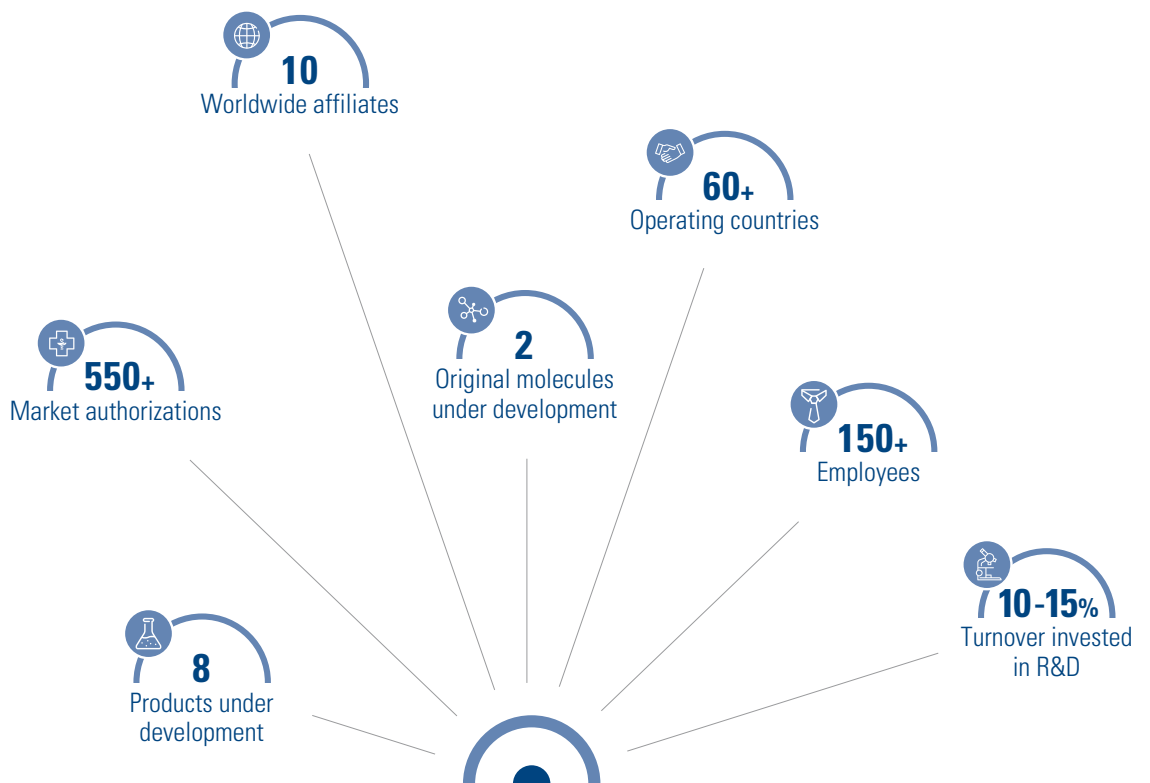 10
Worldwide affiliates
60+
Operating countries
2
Original molecules
under development
550+
Market authorizations
150+
Employees
10-15%
Turnover invested
in R&D
8
Products under
development